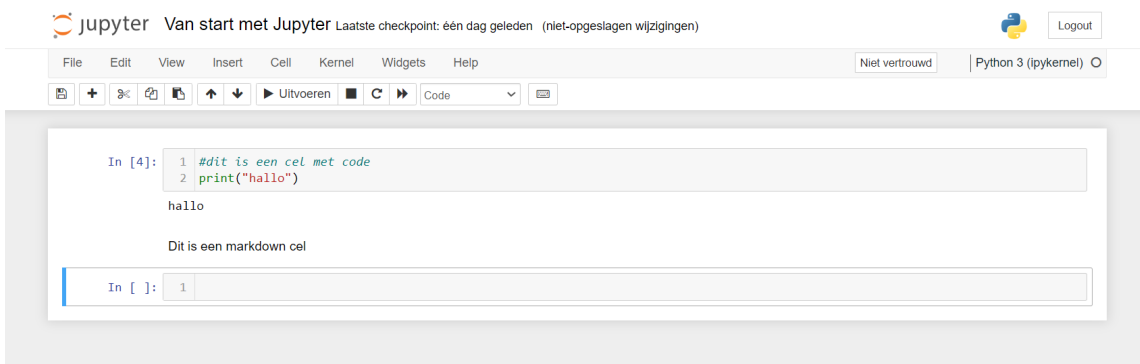 jupyter Van start met Jupyter Laatste checkpoint: één dag geleden (niet-opgeslagen wijzigingen) Logout
File Edit View Insert Cell Kernel Widgets Help Niet vertrouwd Python 3 (ipykernel)
Uitvoeren Code
In [4]: 1 #dit is een cel met code
2 print("hallo")
hallo
Dit is een markdown cel
In [ ]: 1